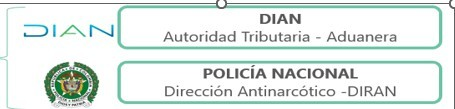 DIAN
DIAN
Autoridad Tributaria - Aduanera
POLICÍA NACIONAL
Dirección Antinarcótico -DIRAN